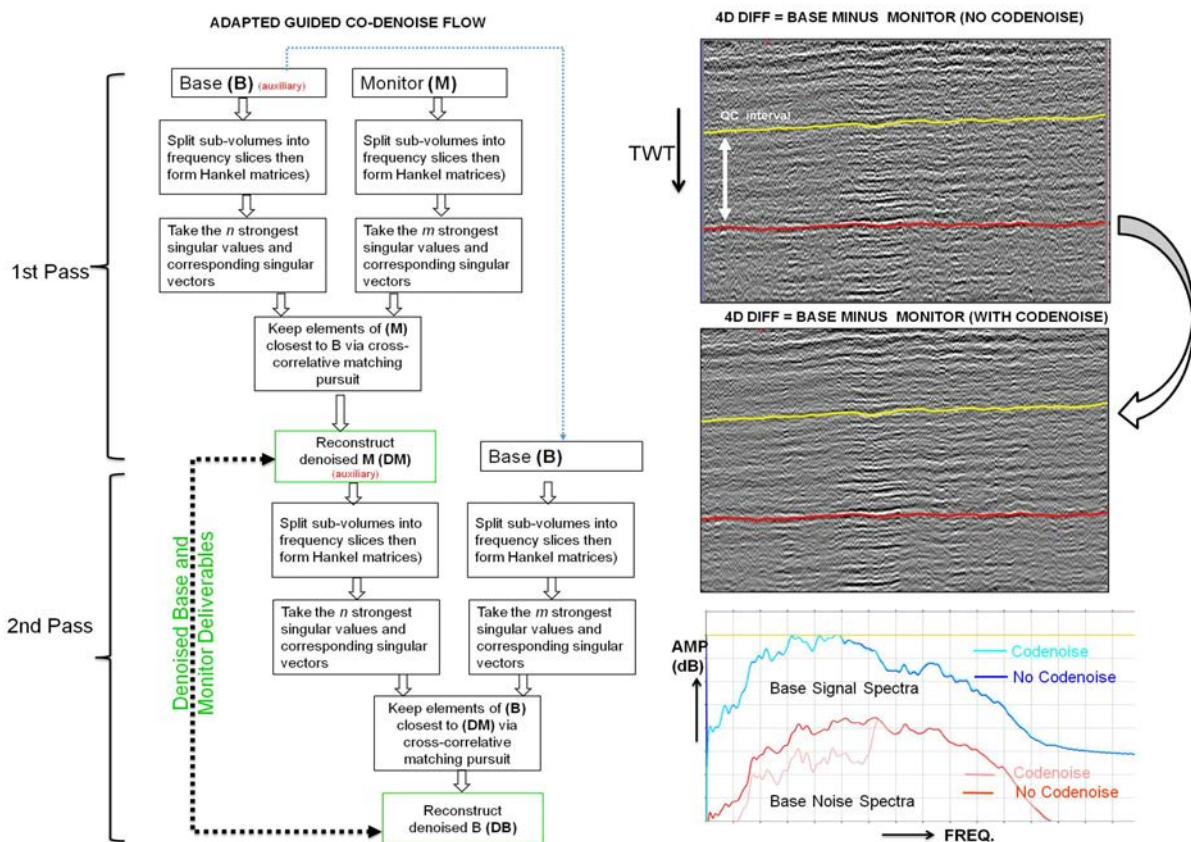 ADAPTED GUIDED CO-DENOISE FLOW
Base (B) (auxiliary)
Monitor (M)
Split sub-volumes into
frequency slices then
form Hankel matrices)
Split sub-volumes into
frequency slices then
form Hankel matrices)
Take the n strongest
singular values and
corresponding singular
vectors
Take the m strongest
singular values and
corresponding singular
vectors
1st Pass
Keep elements of (M)
closest to B via cross-
correlative matching
pursuit
Reconstruct
denoised M (DM)
(auxiliary)
Base (B)
Split sub-volumes into
frequency slices then
form Hankel matrices)
Split sub-volumes into
frequency slices then
form Hankel matrices)
2nd Pass
Denoised Base and
Monitor Deliverables
Take the n strongest
singular values and
corresponding singular
vectors
Take the m strongest
singular values and
corresponding singular
vectors
Keep elements of (B)
closest to (DM) via
cross-correlative
matching pursuit
Reconstruct
denoised B (DB)
4D DIFF = BASE MINUS MONITOR (NO CODENOISE)
QC interval
TWT
4D DIFF = BASE MINUS MONITOR (WITH CODENOISE)
AMP
(dB)
Codenoise
No Codenoise
Base Signal Spectra
Codenoise
No Codenoise
Base Noise Spectra
FREQ.